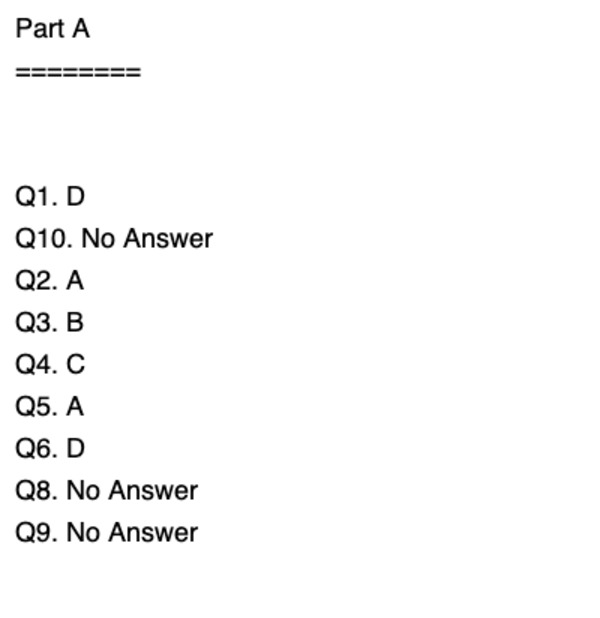 Part A
========
Q1. D
Q10. No Answer
Q2. A
Q3. B
Q4. C
Q5. A
Q6. D
Q8. No Answer
Q9. No Answer